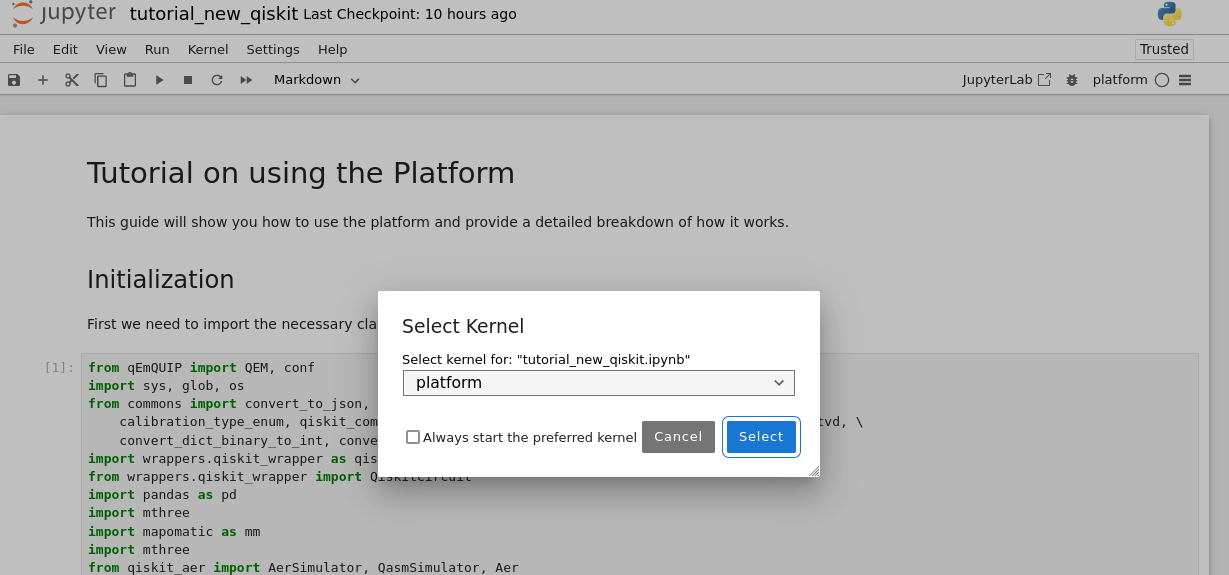 jupyter tutorial_new_qiskit Last Checkpoint: 10 hours ago
File Edit View Run Kernel Settings Help Trusted
Markdown JupyterLab platform
Tutorial on using the Platform
This guide will show you how to use the platform and provide a detailed breakdown of how it works.
Initialization
First we need to import the necessary cla
Select Kernel
Select kernel for: "tutorial_new_qiskit.ipynb"
platform
Always start the preferred kernel Cancel Select
[1]: from qEmQUIP import QEM, conf
import sys, glob, os
from commons import convert_to_json,
calibration_type_enum, qiskit_com tvd, \
convert_dict_binary_to_int, conve
import wrappers.qiskit_wrapper as qis
from wrappers.qiskit_wrapper import QiskitCircuit
import pandas as pd
import mthree
import mapomatic as mm
import mthree
from qiskit_aer import AerSimulator, QasmSimulator, Aer